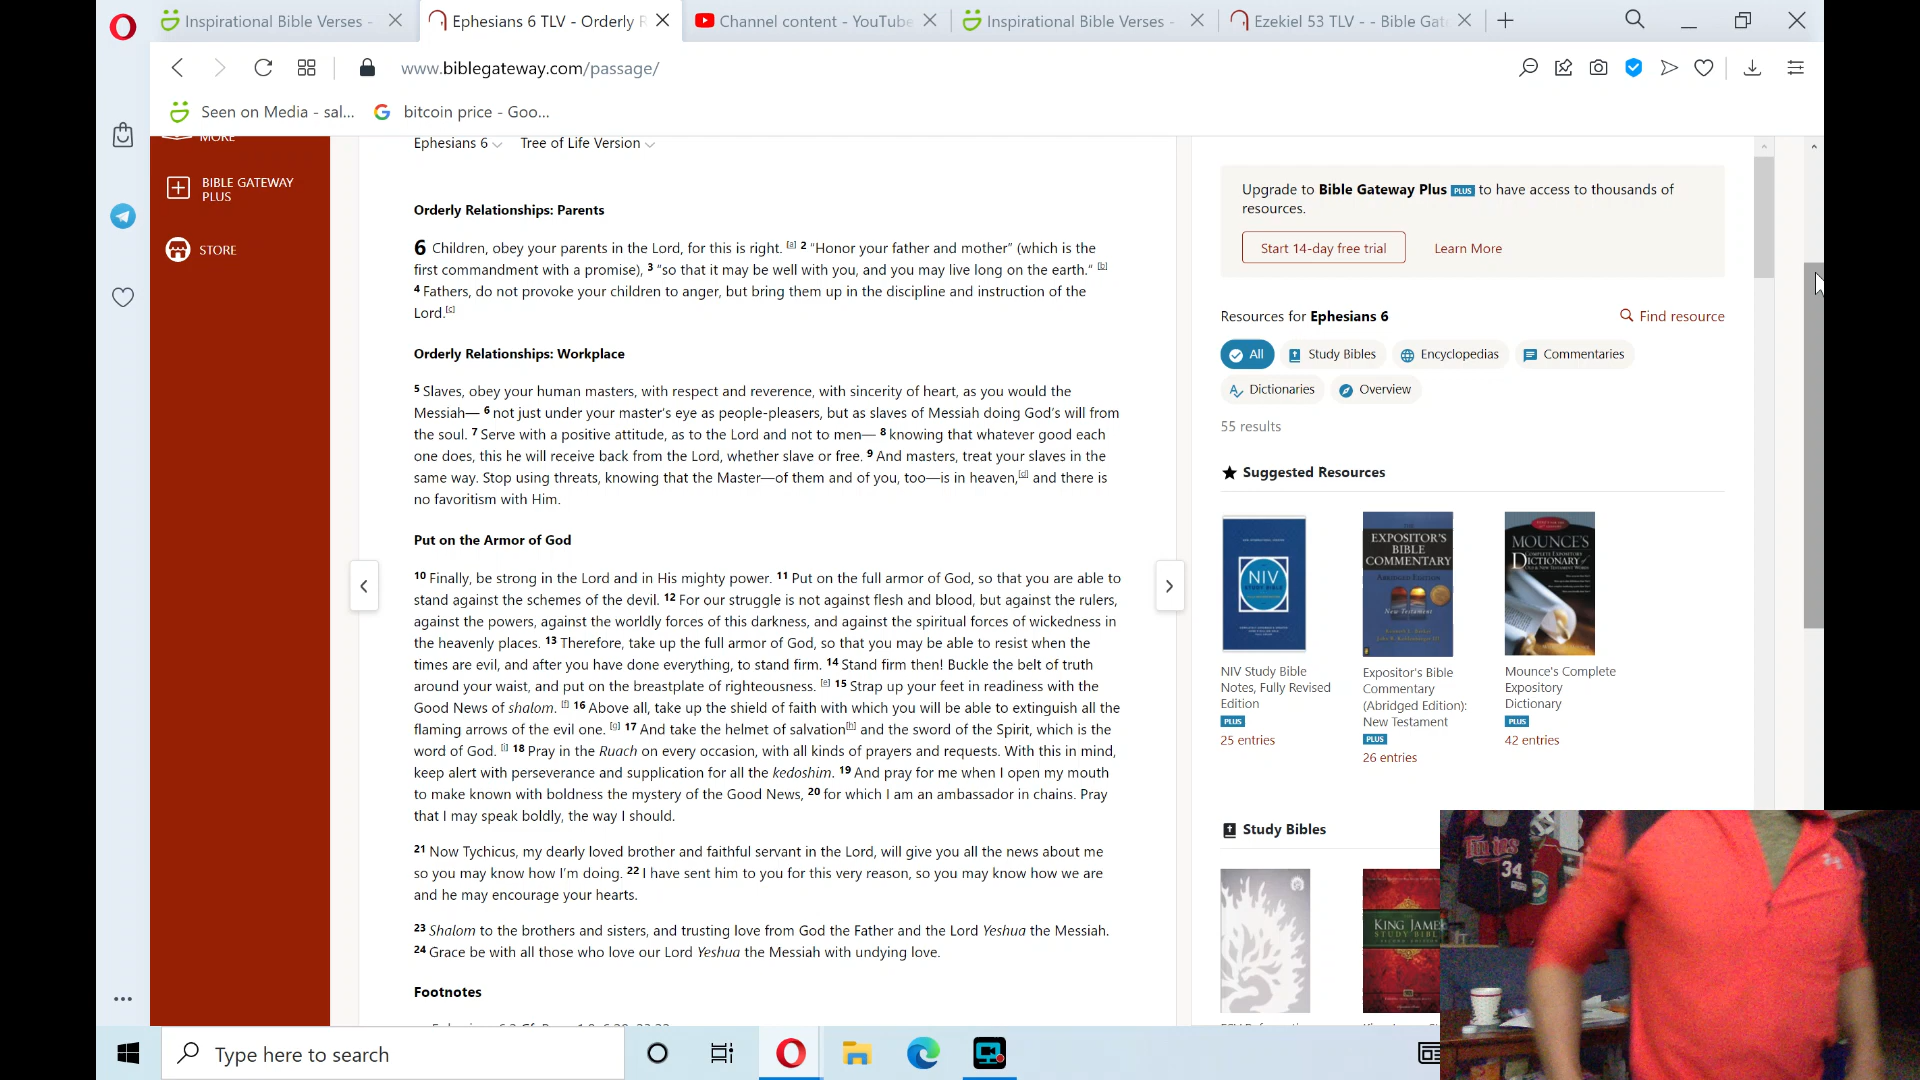 Inspirational Bible Verses -
Ephesians 6 TLV - Orderly R
Channel content - YouTube
Inspirational Bible Verses -
Ezekiel 53 TLV - - Bible Gat
www.biblegateway.com/passage/
Seen on Media - sal...
bitcoin price - Goo...
MORE
BIBLE GATEWAY
PLUS
STORE
Ephesians 6
Tree of Life Version
Orderly Relationships: Parents
6 Children, obey your parents in the Lord, for this is right. [a] 2 “Honor your father and mother” (which is the
first commandment with a promise), 3 “so that it may be well with you, and you may live long on the earth.” [b]
4 Fathers, do not provoke your children to anger, but bring them up in the discipline and instruction of the
Lord.[c]
Orderly Relationships: Workplace
5 Slaves, obey your human masters, with respect and reverence, with sincerity of heart, as you would the
Messiah— 6 not just under your master’s eye as people-pleasers, but as slaves of Messiah doing God’s will from
the soul. 7 Serve with a positive attitude, as to the Lord and not to men— 8 knowing that whatever good each
one does, this he will receive back from the Lord, whether slave or free. 9 And masters, treat your slaves in the
same way. Stop using threats, knowing that the Master—of them and of you, too—is in heaven,[d] and there is
no favoritism with Him.
Put on the Armor of God
10 Finally, be strong in the Lord and in His mighty power. 11 Put on the full armor of God, so that you are able to
stand against the schemes of the devil. 12 For our struggle is not against flesh and blood, but against the rulers,
against the powers, against the worldly forces of this darkness, and against the spiritual forces of wickedness in
the heavenly places. 13 Therefore, take up the full armor of God, so that you may be able to resist when the
times are evil, and after you have done everything, to stand firm. 14 Stand firm then! Buckle the belt of truth
around your waist, and put on the breastplate of righteousness. [e] 15 Strap up your feet in readiness with the
Good News of shalom. [f] 16 Above all, take up the shield of faith with which you will be able to extinguish all the
flaming arrows of the evil one. [g] 17 And take the helmet of salvation[h] and the sword of the Spirit, which is the
word of God. [i] 18 Pray in the Ruach on every occasion, with all kinds of prayers and requests. With this in mind,
keep alert with perseverance and supplication for all the kedoshim. 19 And pray for me when I open my mouth
to make known with boldness the mystery of the Good News, 20 for which I am an ambassador in chains. Pray
that I may speak boldly, the way I should.
21 Now Tychicus, my dearly loved brother and faithful servant in the Lord, will give you all the news about me
so you may know how I’m doing. 22 I have sent him to you for this very reason, so you may know how we are
and he may encourage your hearts.
23 Shalom to the brothers and sisters, and trusting love from God the Father and the Lord Yeshua the Messiah.
24 Grace be with all those who love our Lord Yeshua the Messiah with undying love.
Footnotes
Upgrade to Bible Gateway Plus PLUS to have access to thousands of
resources.
Start 14-day free trial
Learn More
Resources for Ephesians 6
Find resource
All
Study Bibles
Encyclopedias
Commentaries
Dictionaries
Overview
55 results
Suggested Resources
NIV
EXPOSITOR'S
BIBLE
COMMENTARY
ABRIDGED EDITION
New Testament
MOUNCE'S
COMPLETE EXPOSITORY
DICTIONARY
NIV Study Bible
Notes, Fully Revised
Edition
PLUS
25 entries
Expositor's Bible
Commentary
(Abridged Edition):
New Testament
PLUS
26 entries
Mounce's Complete
Expository
Dictionary
PLUS
42 entries
Study Bibles
KING JAMES
STUDY BIBLE
34
Type here to search